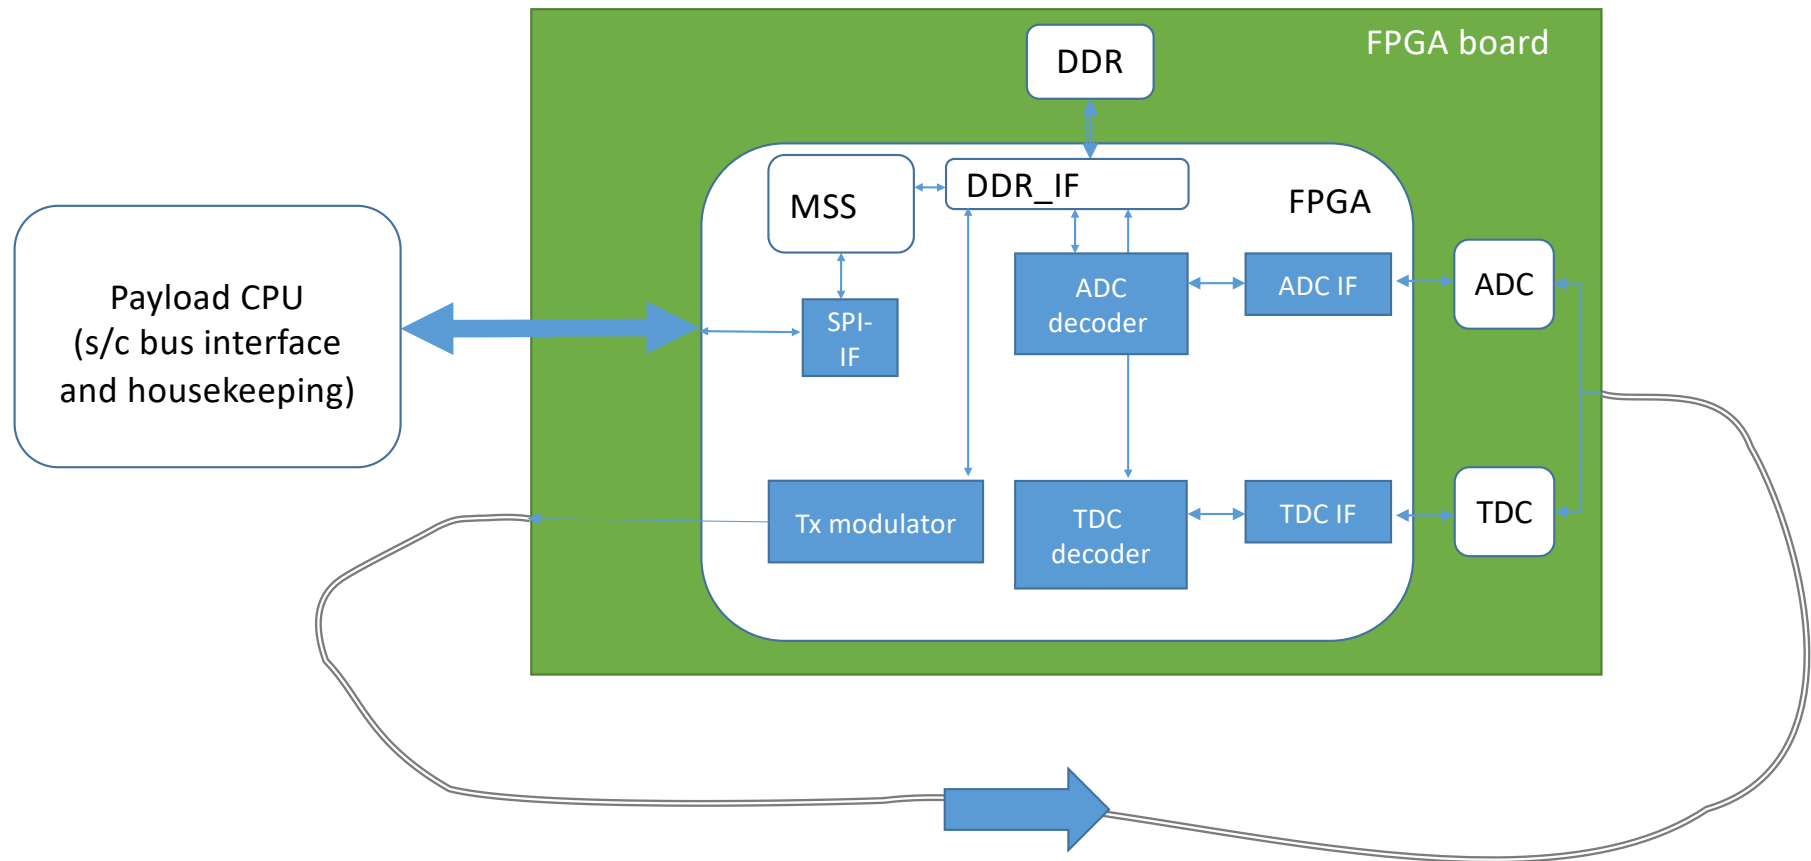 FPGA board
DDR
MSS
DDR_IF
FPGA
Payload CPU
(s/c bus interface
and housekeeping)
SPI-
IF
ADC
decoder
ADC IF
ADC
Tx modulator
TDC
decoder
TDC IF
TDC